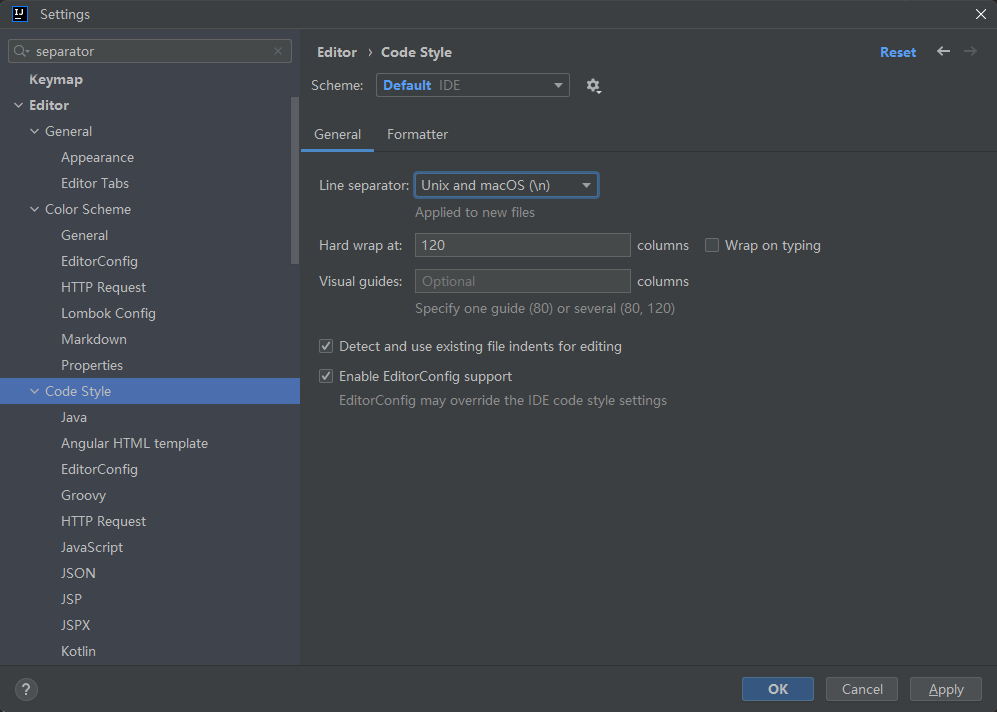 IJ
Settings
separator
Keymap
Editor
General
Appearance
Editor Tabs
Color Scheme
General
EditorConfig
HTTP Request
Lombok Config
Markdown
Properties
Code Style
Java
Angular HTML template
EditorConfig
Groovy
HTTP Request
JavaScript
JSON
JSP
JSPX
Kotlin
Editor › Code Style
Reset
Scheme: Default IDE
General Formatter
Line separator: Unix and macOS (\n)
Applied to new files
Hard wrap at: 120 columns Wrap on typing
Visual guides: Optional columns
Specify one guide (80) or several (80, 120)
Detect and use existing file indents for editing
Enable EditorConfig support
EditorConfig may override the IDE code style settings
?
OK Cancel Apply